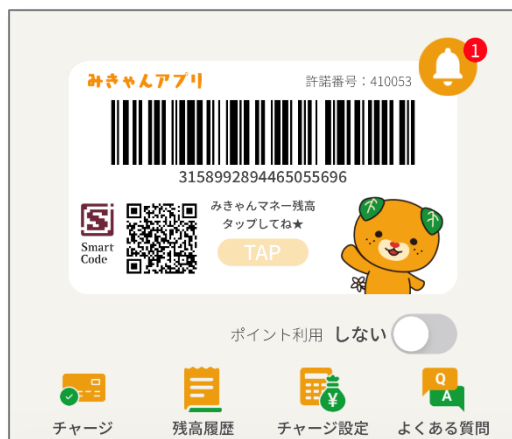 1
みきゃんアプリ
許諾番号：410053
3158992894465055696
みきゃんマネー残高
タップしてね★
TAP
Smart
Code
ポイント利用 しない
チャージ
残高履歴
チャージ設定
Q
A
よくある質問